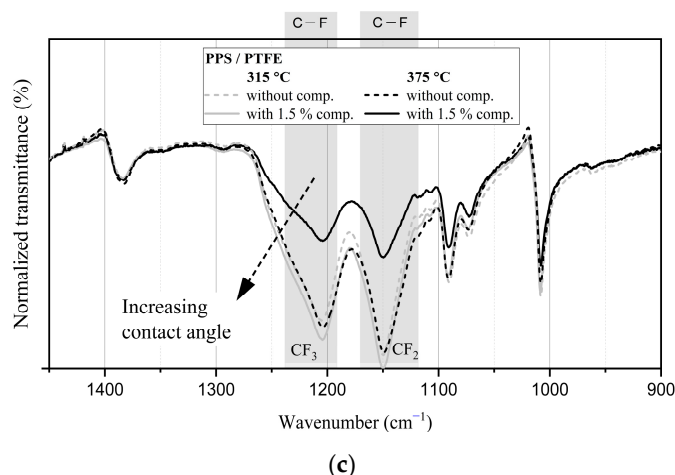 C – F C – F
PPS / PTFE
315 °C 375 °C
without comp. without comp.
with 1.5 % comp. with 1.5 % comp.
Normalized transmittance (%)
Increasing
contact angle
CF₃ CF₂
1400 1300 1200 1100 1000 900
Wavenumber (cm⁻¹)
(c)